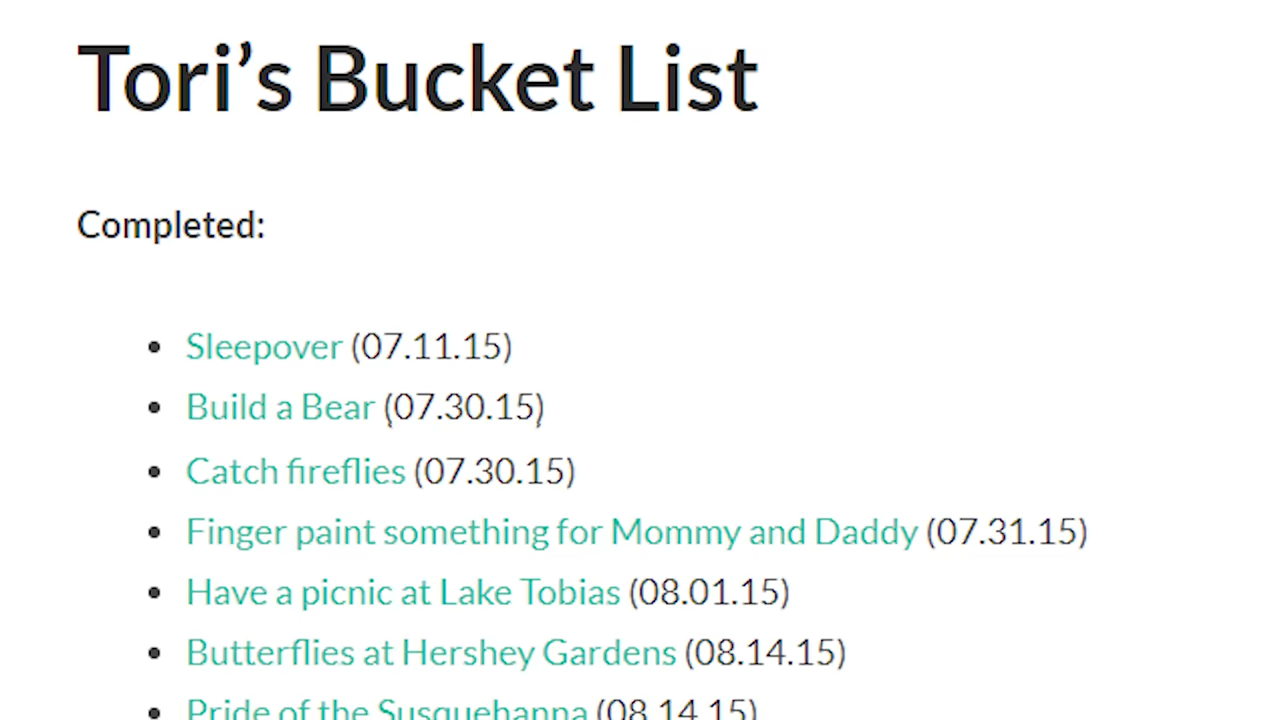 Tori’s Bucket List
Completed:
• Sleepover (07.11.15)
• Build a Bear (07.30.15)
• Catch fireflies (07.30.15)
• Finger paint something for Mommy and Daddy (07.31.15)
• Have a picnic at Lake Tobias (08.01.15)
• Butterflies at Hershey Gardens (08.14.15)
• Pride of the Susquehanna (08.14.15)